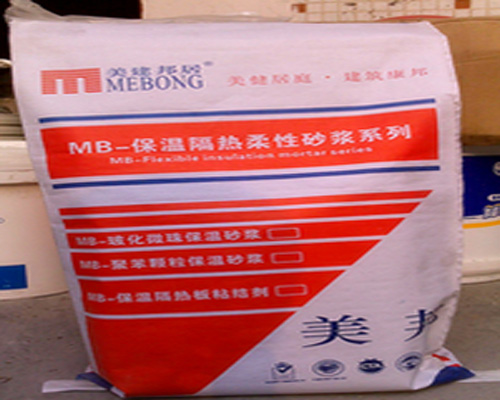 美建邦居®
MEBONG
美健居庭·建筑康邦
MB-保温隔热柔性砂浆系列
MB-Flexible insulation mortar series
MB-玻化微珠保温砂浆
MB-聚苯颗粒保温砂浆
MB-保温隔热板粘结剂
美邦